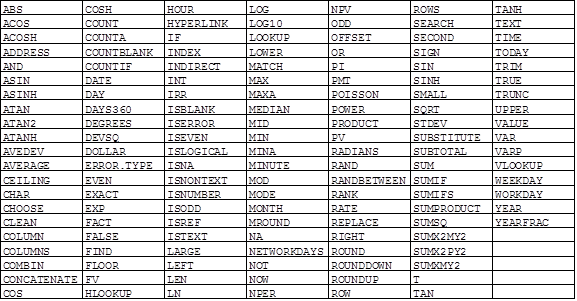 ABS COSH HOUR LOG NPV ROWS TANH
ACOS COUNT HYPERLINK LOG10 ODD SEARCH TEXT
ACOSH COUNTA IF LOOKUP OFFSET SECOND TIME
ADDRESS COUNTBLANK INDEX LOWER OR SIGN TODAY
AND COUNTIF INDIRECT MATCH PI SIN TRIM
ASIN DATE INT MAX PMT SINH TRUE
ASINH DAY IRR MAXA POISSON SMALL TRUNC
ATAN DAYS360 ISBLANK MEDIAN POWER SQRT UPPER
ATAN2 DEGREES ISERROR MID PRODUCT STDEV VALUE
ATANH DEVSQ ISEVEN MIN PV SUBSTITUTE VAR
AVEDEV DOLLAR ISLOGICAL MINA RADIANS SUBTOTAL VARP
AVERAGE ERROR.TYPE ISNA MINUTE RAND SUM VLOOKUP
CEILING EVEN ISNONTEXT MOD RANDBETWEEN SUMIF WEEKDAY
CHAR EXACT ISNUMBER MODE RANK SUMIFS WORKDAY
CHOOSE EXP ISODD MONTH RATE SUMPRODUCT YEAR
CLEAN FACT ISREF MROUND REPLACE SUMSQ YEARFRAC
COLUMN FALSE ISTEXT NA RIGHT SUMX2MY2
COLUMNS FIND LARGE NETWORKDAYS ROUND SUMX2PY2
COMBIN FLOOR LEFT NOT ROUNDDOWN SUMXMY2
CONCATENATE FV LEN NOW ROUNDUP T
COS HLOOKUP LN NPER ROW TAN